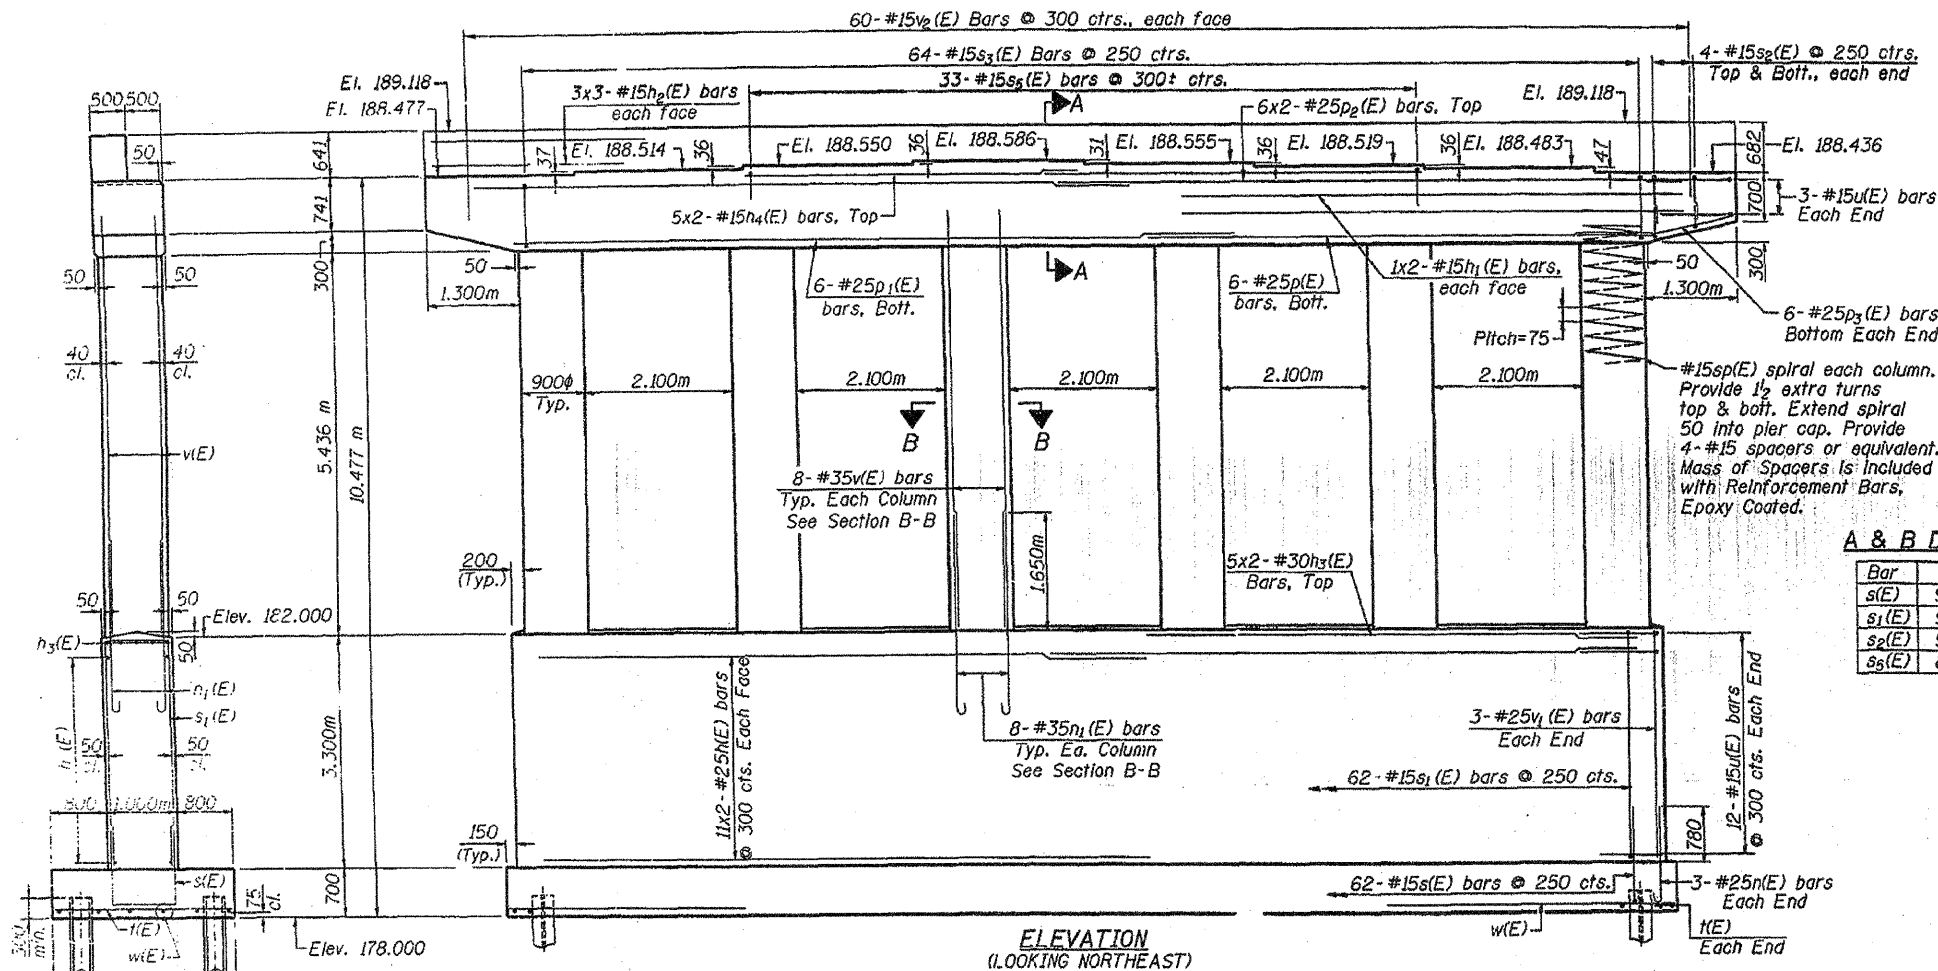 60-#15v2(E) Bars @ 300 ctrs., each face
64-#15s3(E) Bars @ 250 ctrs.
4-#15s2(E) @ 250 ctrs.
Top & Bott., each end
33-#15s5(E) bars @ 300± ctrs.
El. 189.118
El. 188.477
3x3-#15h2(E) bars
each face
A
6x2-#25p2(E) bars, Top
El. 189.118
500
500
50
641
37
El. 188.514
36
El. 188.550
36
El. 188.586
31
El. 188.555
36
El. 188.519
36
El. 188.483
47
682
El. 188.436
741
5x2-#15h4(E) bars, Top
700
3-#15u(E) bars
Each End
300
50
50
50
1.300m
6-#25p1(E)
bars, Bott.
A
6-#25p(E)
bars, Bott.
1x2-#15h1(E) bars,
each face
50
300
1.300m
6-#25p3(E) bars
Bottom Each End
Pitch=75
40
cl.
40
cl.
900ϕ
Typ.
2.100m
2.100m
2.100m
2.100m
2.100m
#15sp(E) spiral each column.
Provide 1½ extra turns
top & bott. Extend spiral
50 into pier cap. Provide
4-#15 spacers or equivalent.
Mass of Spacers is included
with Reinforcement Bars,
Epoxy Coated.
B
B
v(E)
5.436 m
10.477 m
8-#35v(E) bars
Typ. Each Column
See Section B-B
1.650m
200
(Typ.)
5x2-#30h3(E)
Bars, Top
A & B D
Bar
s(E)
s1(E)
s2(E)
s5(E)
50
50
Elev. 182.000
h3(E)
50
n1(E)
s1(E)
h(E)
50
cl.
50
cl.
3.300m
11x2-#25h(E) bars
@ 300 cts. Each Face
8-#35n1(E) bars
Typ. Ea. Column
See Section B-B
3-#25v1(E) bars
Each End
12-#15u(E) bars
@ 300 cts. Each End
62-#15s1(E) bars @ 250 cts.
800
1.000m
800
150
(Typ.)
780
s(E)
75
cl.
700
62-#15s(E) bars @ 250 cts.
3-#25n(E) bars
Each End
300
min.
t(E)
w(E)
Elev. 178.000
w(E)
t(E)
Each End
ELEVATION
(LOOKING NORTHEAST)